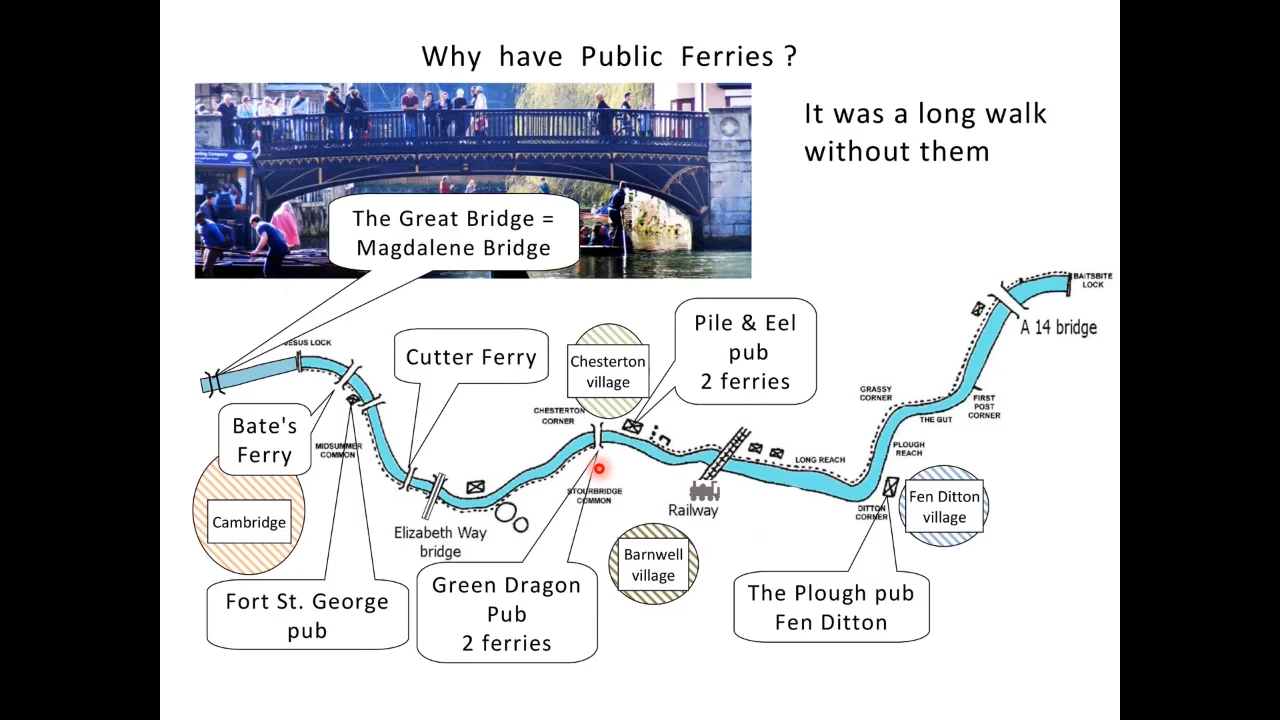 Why have Public Ferries ?
It was a long walk
without them
The Great Bridge =
Magdalene Bridge
BAITSBITE
LOCK
A 14 bridge
JESUS LOCK
Cutter Ferry
Chesterton
village
Pile & Eel
pub
2 ferries
Bate's
Ferry
MIDSUMMER
COMMON
CHESTERTON
CORNER
GRASSY
CORNER
FIRST
POST
CORNER
THE GUT
PLOUGH
REACH
LONG REACH
STOURBRIDGE
COMMON
Railway
DITTON
CORNER
Fen Ditton
village
Cambridge
Elizabeth Way
bridge
Barnwell
village
Fort St. George
pub
Green Dragon
Pub
2 ferries
The Plough pub
Fen Ditton